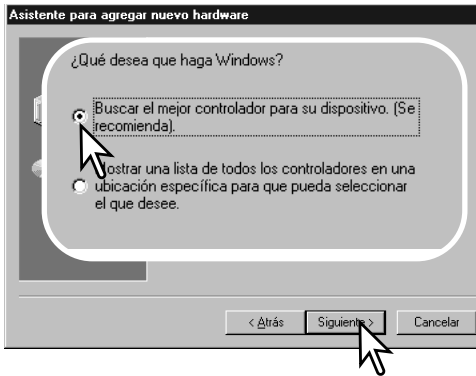 Asistente para agregar nuevo hardware
¿Qué desea que haga Windows?
Buscar el mejor controlador para su dispositivo. (Se
recomienda).
Mostrar una lista de todos los controladores en una
ubicación específica para que pueda seleccionar
el que desee.
< Atrás Siguiente > Cancelar